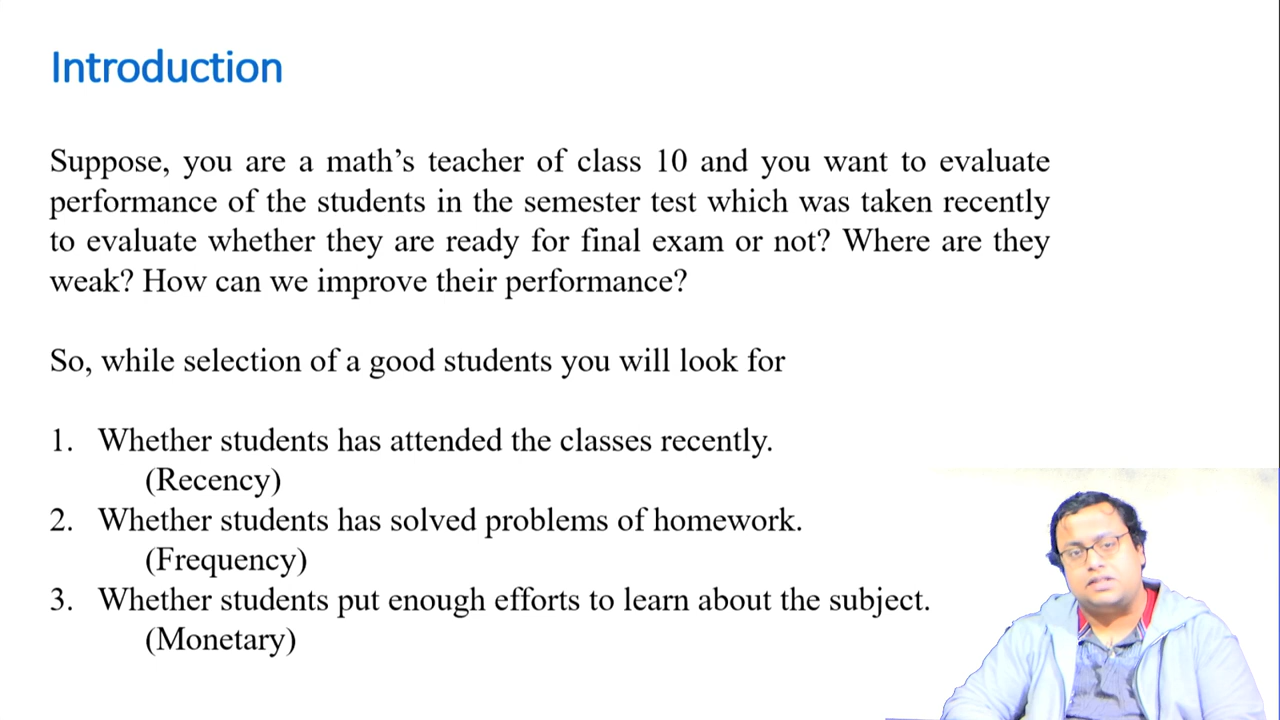 Introduction
Suppose, you are a math’s teacher of class 10 and you want to evaluate
performance of the students in the semester test which was taken recently
to evaluate whether they are ready for final exam or not? Where are they
weak? How can we improve their performance?
So, while selection of a good students you will look for
1. Whether students has attended the classes recently.
(Recency)
2. Whether students has solved problems of homework.
(Frequency)
3. Whether students put enough efforts to learn about the subject.
(Monetary)